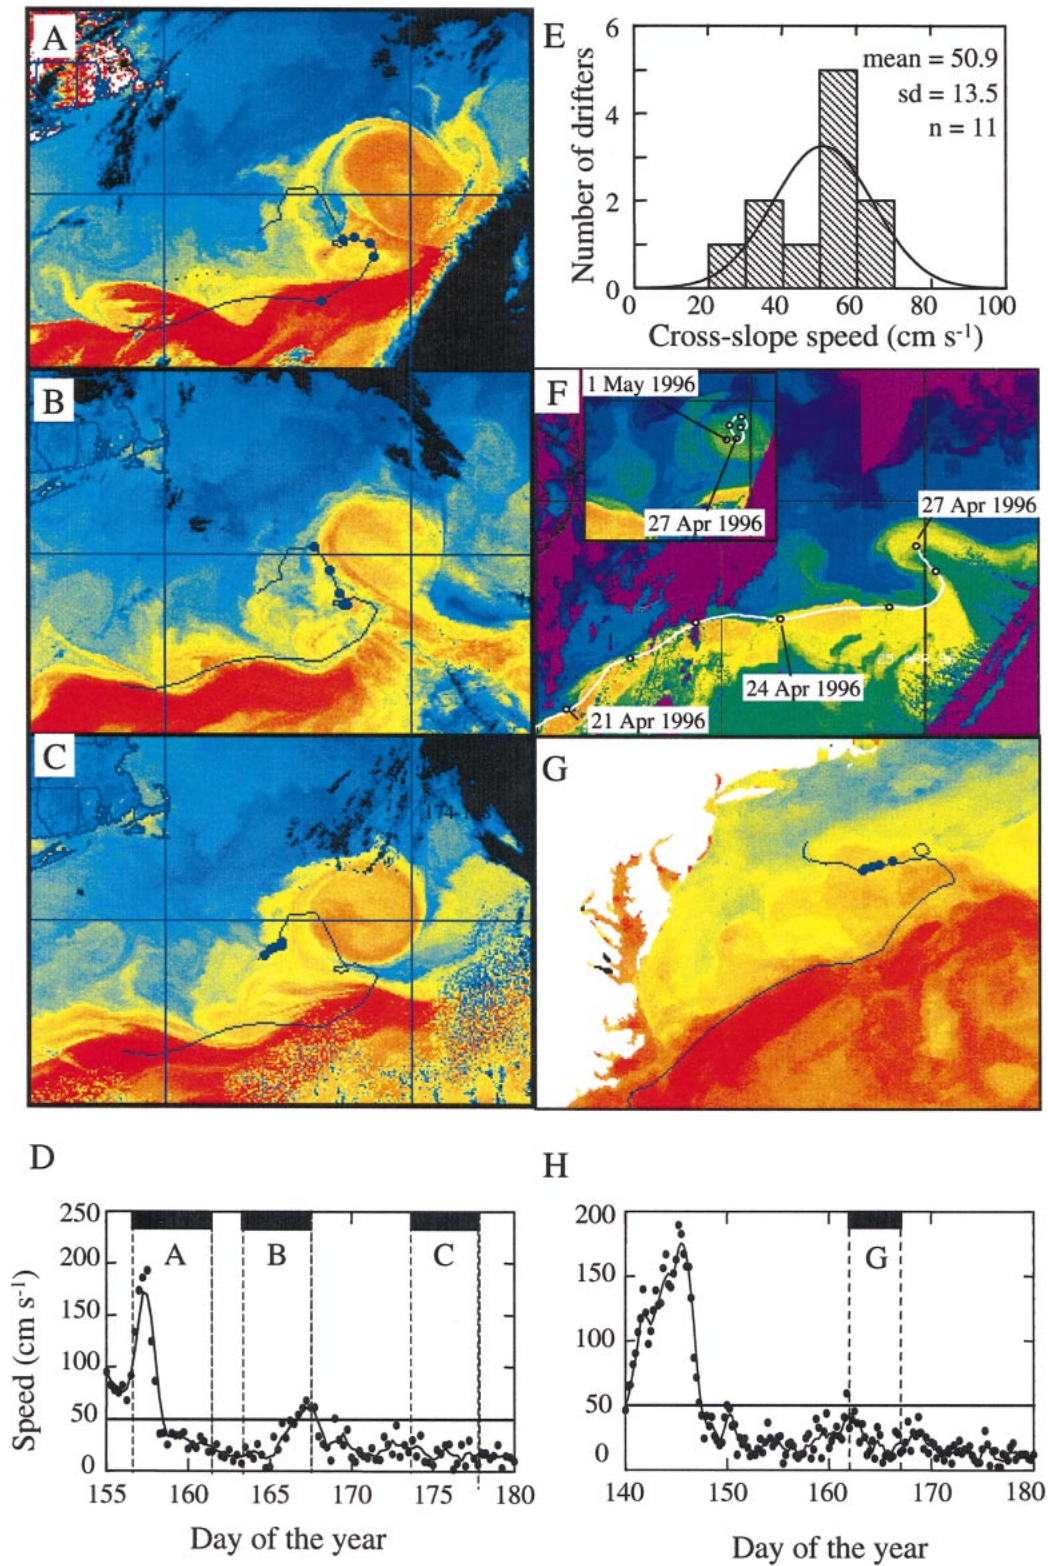 A
B
C
D
250
200
150
100
50
0
A
B
C
155
160
165
170
175
180
Speed (cm s⁻¹)
Day of the year
E
6
4
2
0
0
20
40
60
80
100
mean = 50.9
sd = 13.5
n = 11
Number of drifters
Cross-slope speed (cm s⁻¹)
F
1 May 1996
27 Apr 1996
27 Apr 1996
24 Apr 1996
21 Apr 1996
G
H
200
150
100
50
0
G
140
150
160
170
180
Day of the year